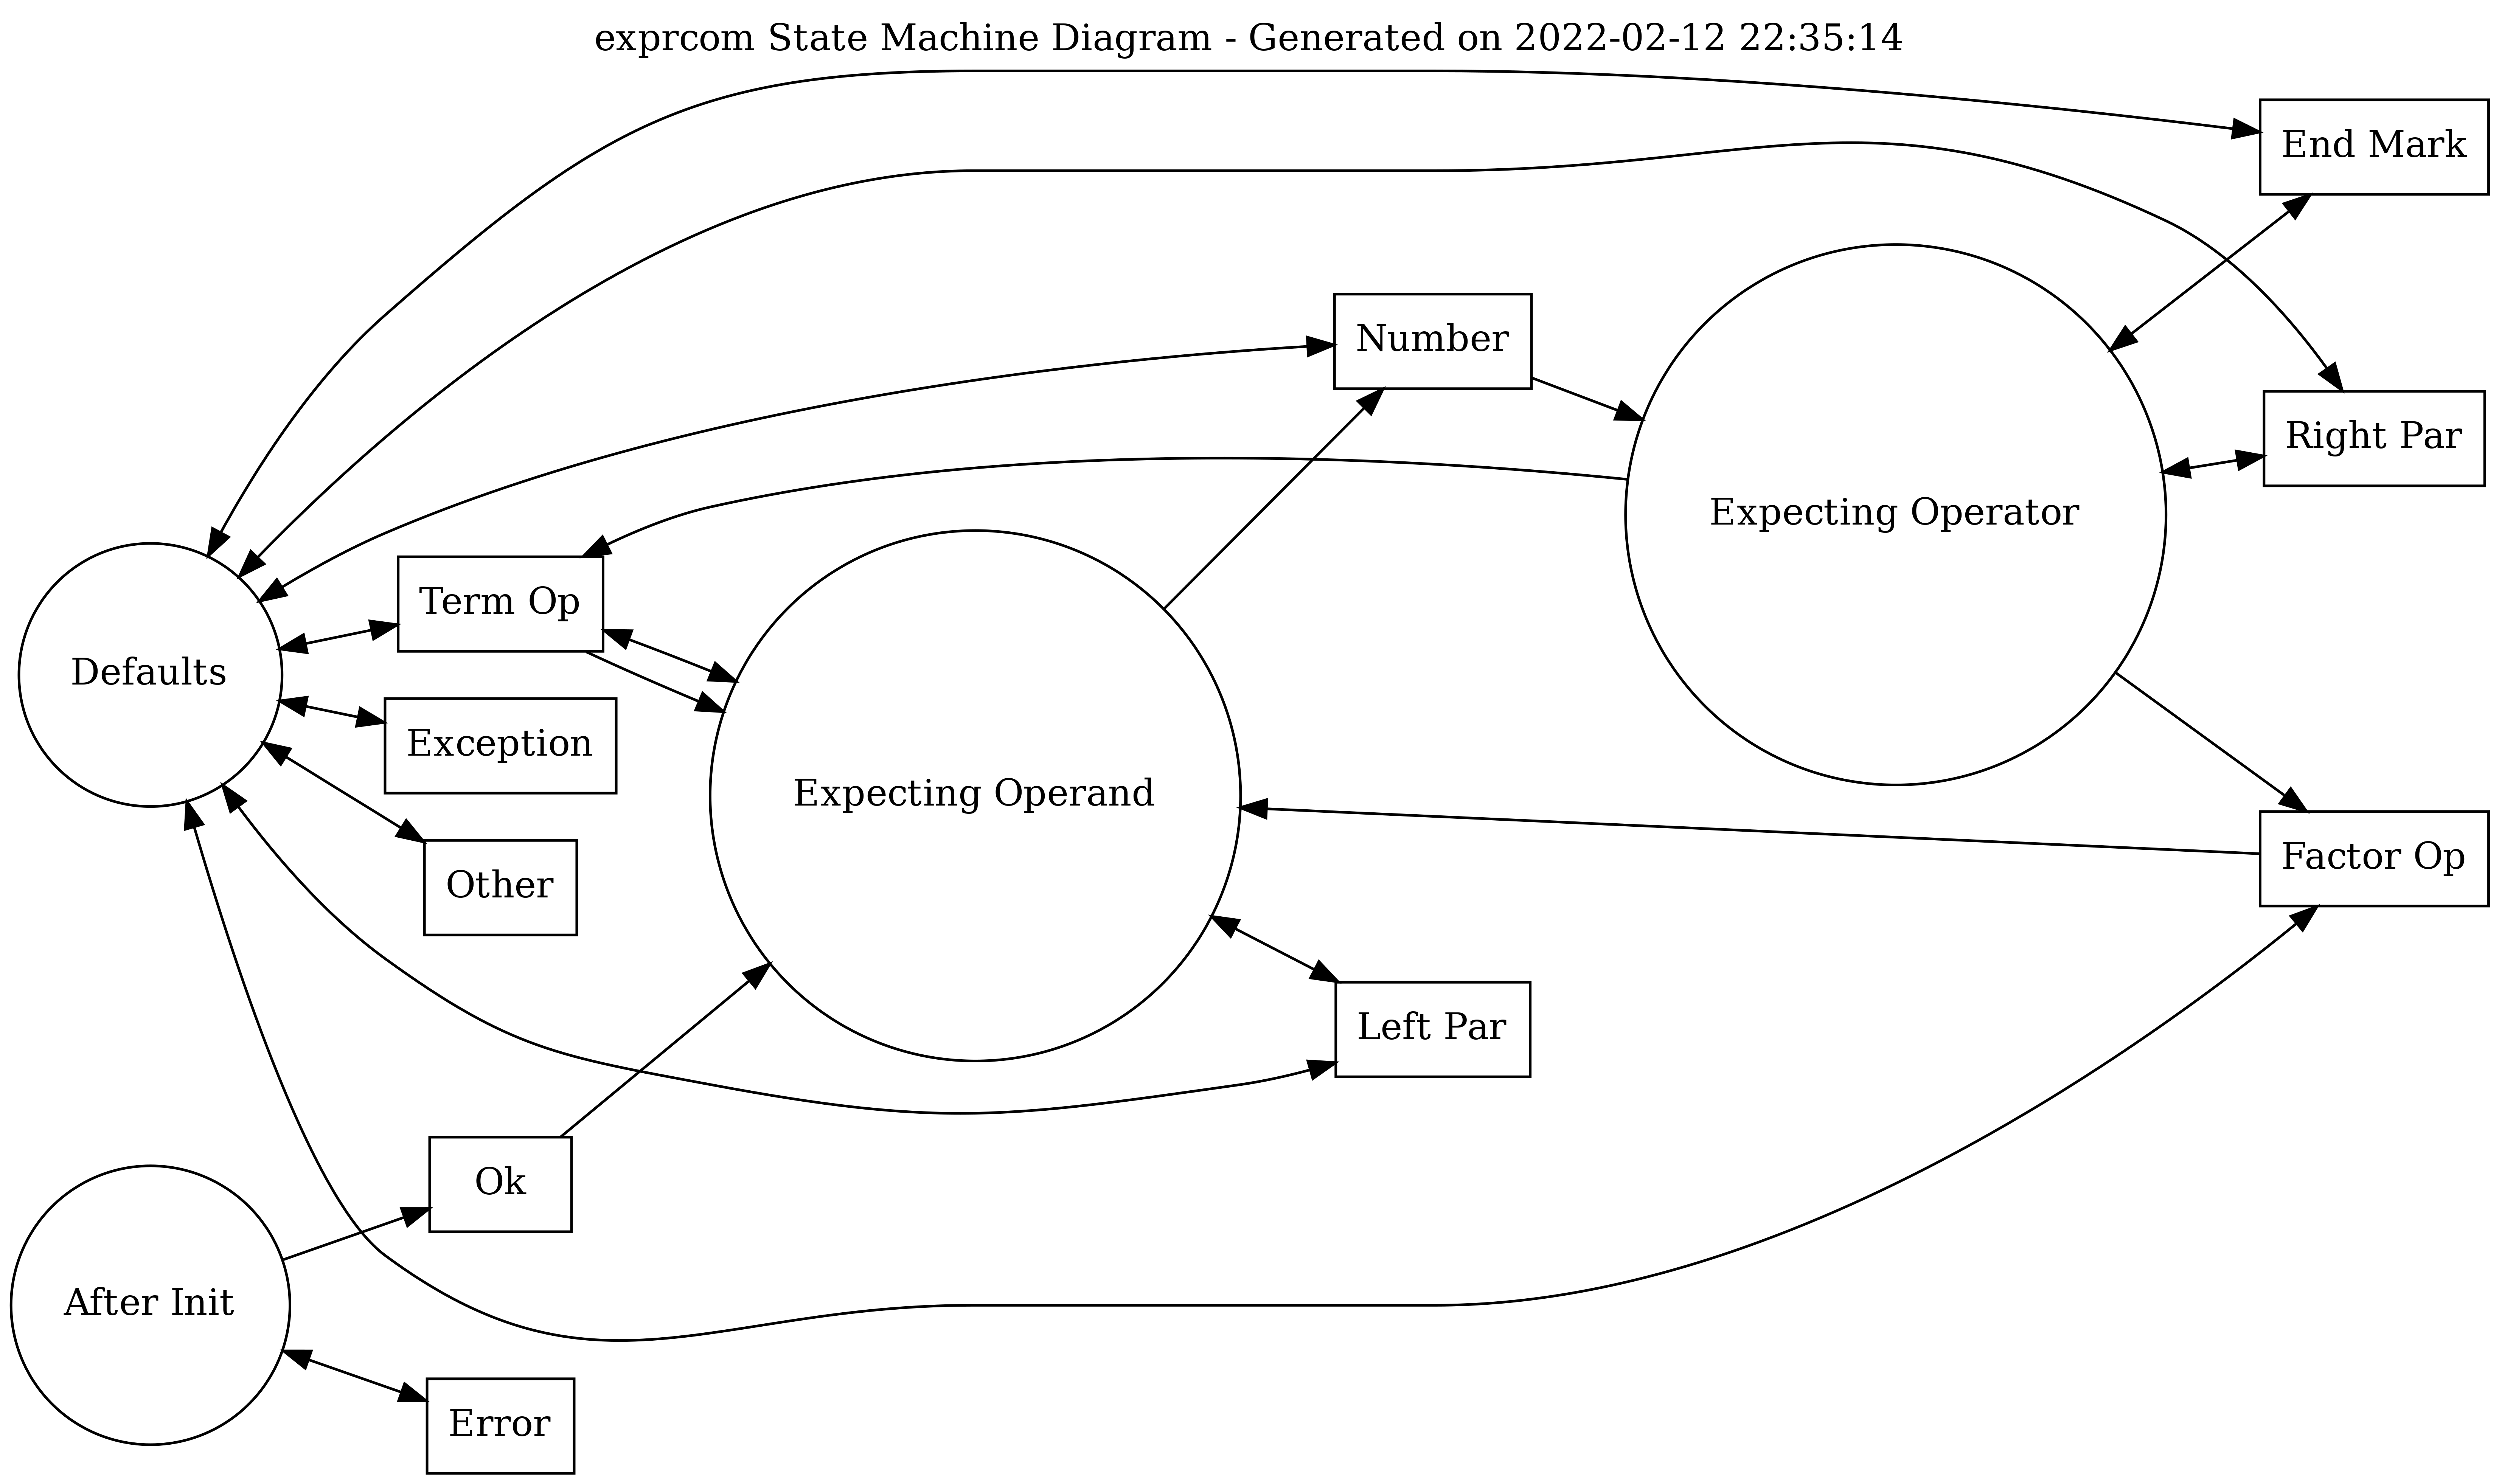 exprcom State Machine Diagram - Generated on 2022-02-12 22:35:14
End Mark
Number
Right Par
Expecting Operator
Term Op
Defaults
Exception
Expecting Operand
Factor Op
Other
Left Par
Ok
After Init
Error